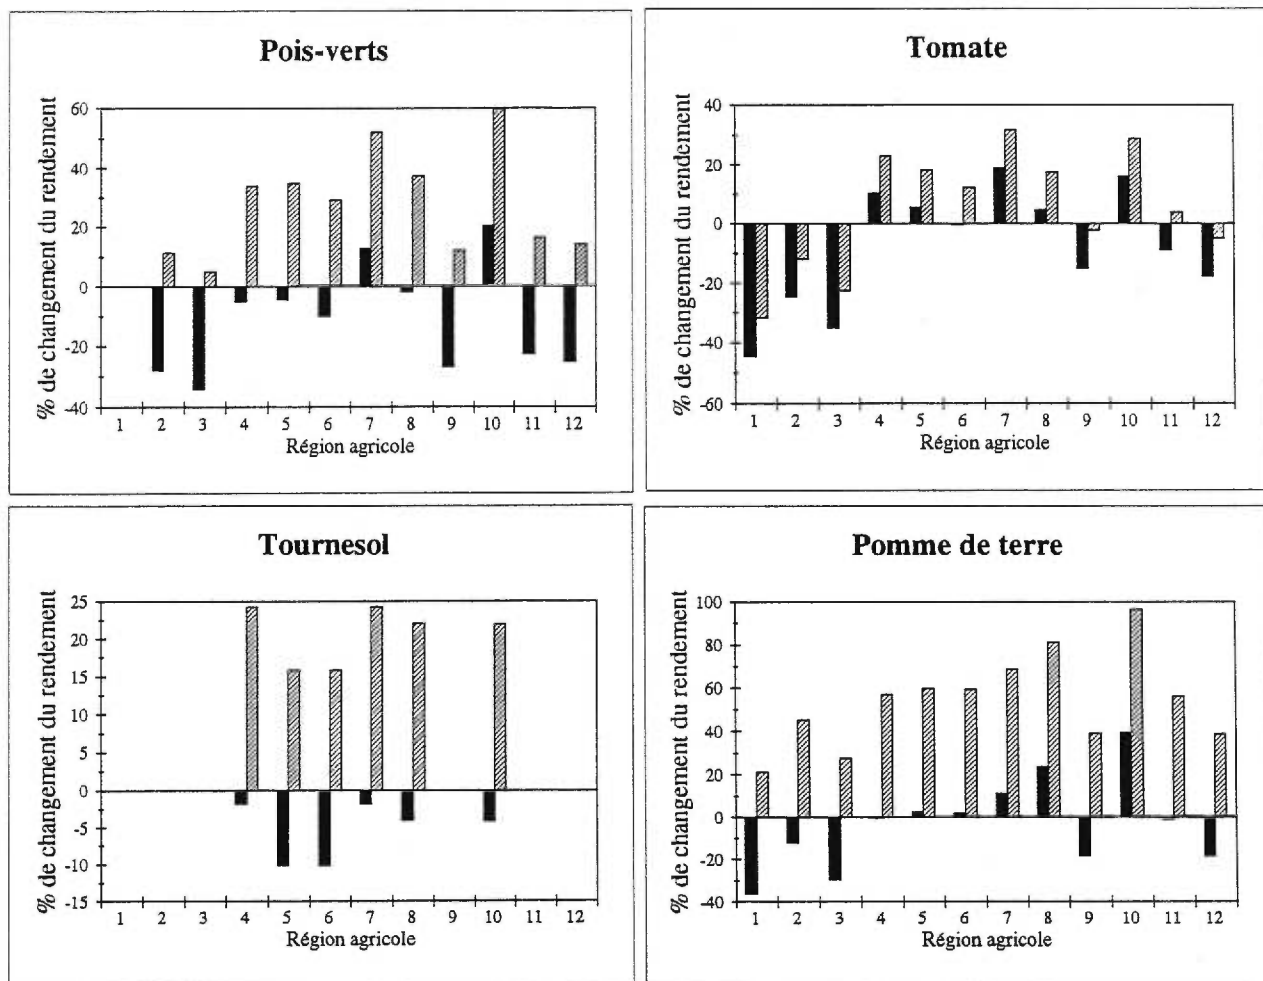 Pois-verts
% de changement du rendement
60
40
20
0
-20
-40
1 2 3 4 5 6 7 8 9 10 11 12
Région agricole
Tomate
% de changement du rendement
40
20
0
-20
-40
-60
1 2 3 4 5 6 7 8 9 10 11 12
Région agricole
Tournesol
% de changement du rendement
25
20
15
10
5
0
-5
-10
-15
1 2 3 4 5 6 7 8 9 10 11 12
Région agricole
Pomme de terre
% de changement du rendement
100
80
60
40
20
0
-20
-40
1 2 3 4 5 6 7 8 9 10 11 12
Région agricole